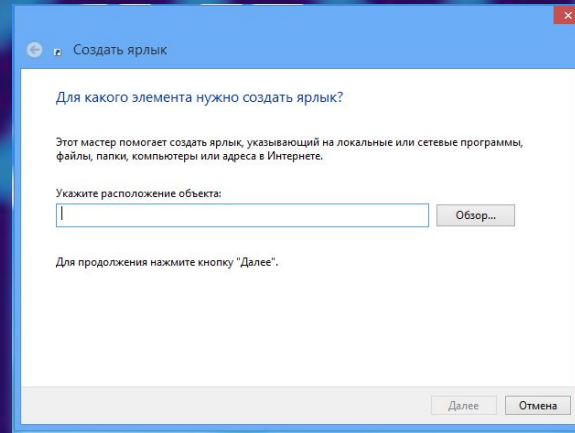 Создать ярлык
Для какого элемента нужно создать ярлык?
Этот мастер помогает создать ярлык, указывающий на локальные или сетевые программы,
файлы, папки, компьютеры или адреса в Интернете.
Укажите расположение объекта:
Обзор...
Для продолжения нажмите кнопку "Далее".
Далее Отмена